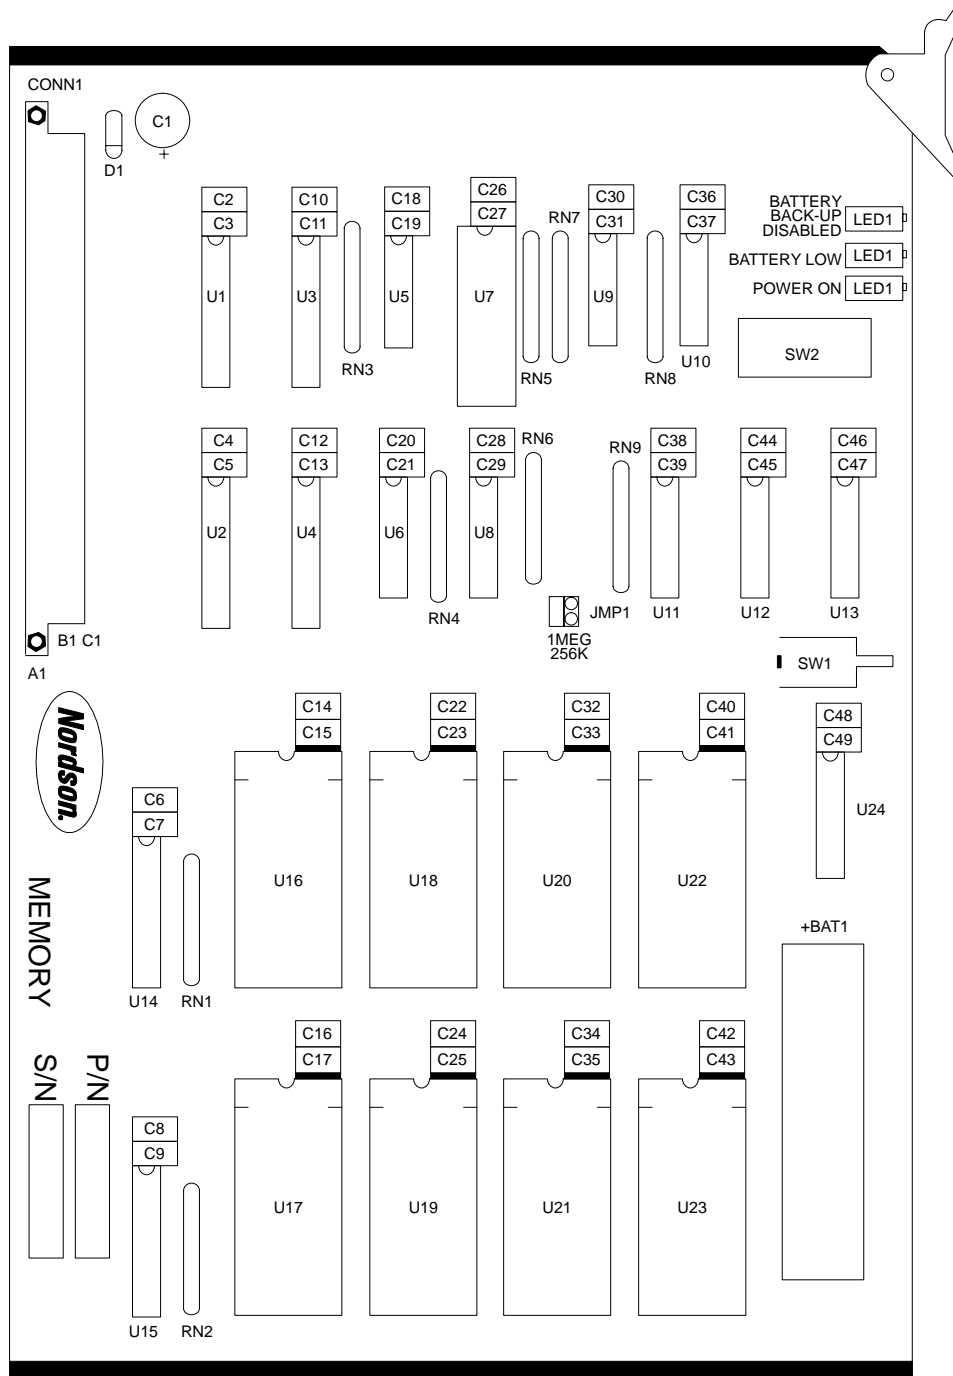 CONN1
C1
+
D1
C2 C10 C18 C26 C30 C36
C3 C11 C19 C27 RN7 C31 C37
BATTERY
BACK-UP
DISABLED LED1
BATTERY LOW LED1
POWER ON LED1
U1 U3 U5 U7 U9
SW2
RN3 RN5 RN8 U10
C4 C12 C20 C28 RN6 RN9 C38 C44 C46
C5 C13 C21 C29 C39 C45 C47
U2 U4 U6 U8
RN4 JMP1 U11 U12 U13
1MEG
256K
B1 C1
A1
SW1
Nordson.
C14 C22 C32 C40 C48
C15 C23 C33 C41 C49
C6
C7
U24
U16 U18 U20 U22
MEMORY
+BAT1
U14 RN1
C16 C24 C34 C42
C17 C25 C35 C43
S/N P/N
C8
C9
U17 U19 U21 U23
U15 RN2